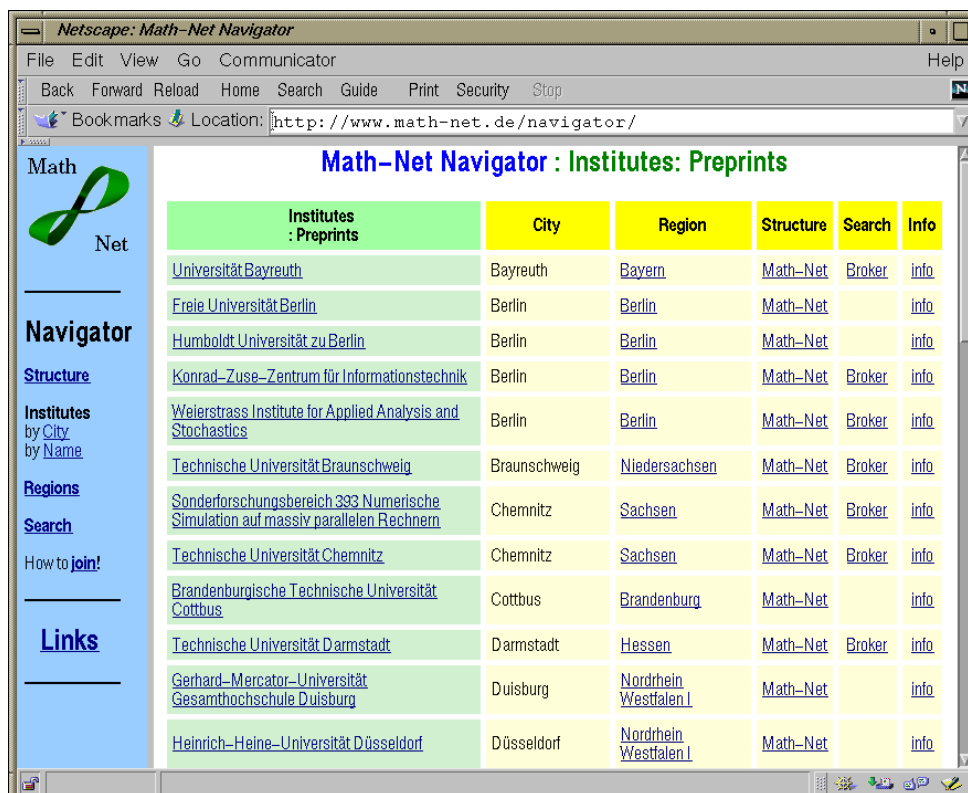 Netscape: Math–Net Navigator
File Edit View Go Communicator Help
Back Forward Reload Home Search Guide Print Security Stop
Bookmarks Location: http://www.math-net.de/navigator/
Math
Net
Navigator
Structure
Institutes
by City
by Name
Regions
Search
How to join!
Links
Math–Net Navigator : Institutes: Preprints
Institutes
: Preprints
City Region Structure Search Info
Universität Bayreuth Bayreuth Bayern Math–Net Broker info
Freie Universität Berlin Berlin Berlin Math–Net info
Humboldt Universität zu Berlin Berlin Berlin Math–Net info
Konrad–Zuse–Zentrum für Informationstechnik Berlin Berlin Math–Net Broker info
Weierstrass Institute for Applied Analysis and
Stochastics Berlin Berlin Math–Net Broker info
Technische Universität Braunschweig Braunschweig Niedersachsen Math–Net Broker info
Sonderforschungsbereich 393 Numerische
Simulation auf massiv parallelen Rechnern Chemnitz Sachsen Math–Net Broker info
Technische Universität Chemnitz Chemnitz Sachsen Math–Net Broker info
Brandenburgische Technische Universität
Cottbus Cottbus Brandenburg Math–Net info
Technische Universität Darmstadt Darmstadt Hessen Math–Net Broker info
Gerhard–Mercator–Universität
Gesamthochschule Duisburg Duisburg Nordrhein
Westfalen I Math–Net info
Heinrich–Heine–Universität Düsseldorf Düsseldorf Nordrhein
Westfalen I Math–Net info